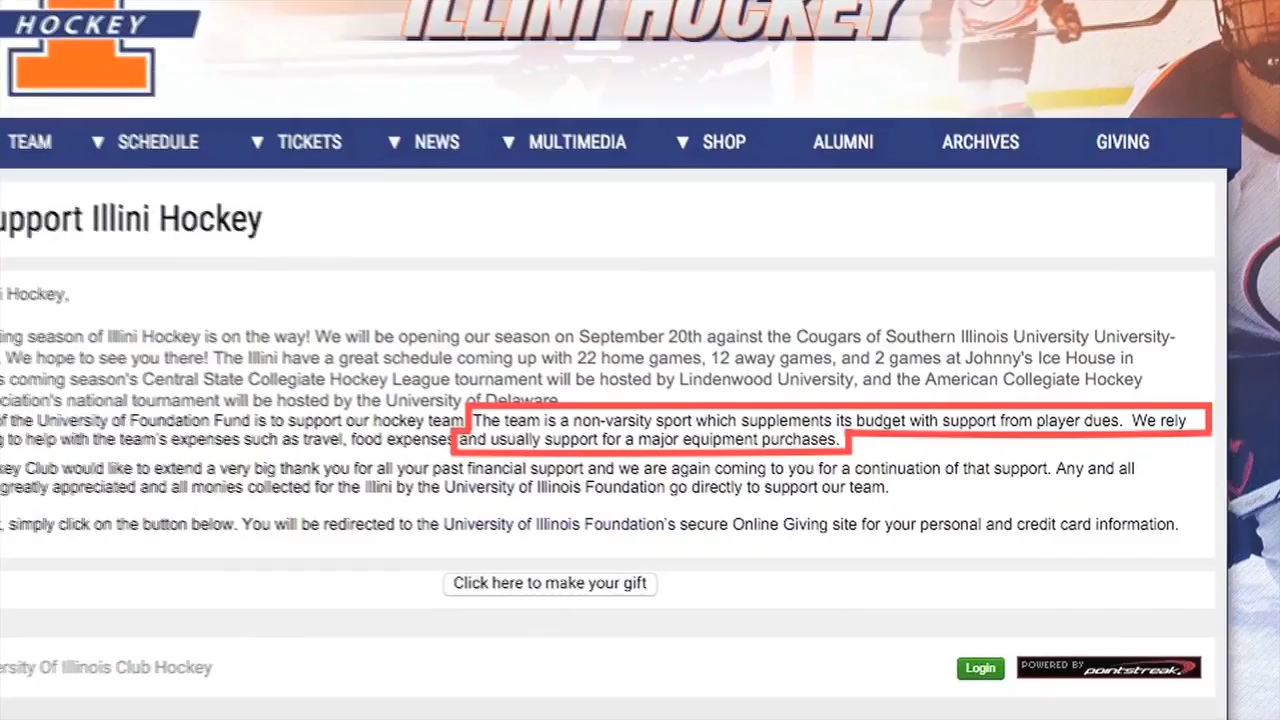 HOCKEY
ILLINI HOCKEY
TEAM ▼ SCHEDULE ▼ TICKETS ▼ NEWS ▼ MULTIMEDIA ▼ SHOP ALUMNI ARCHIVES GIVING
upport Illini Hockey
i Hockey,
ing season of Illini Hockey is on the way! We will be opening our season on September 20th against the Cougars of Southern Illinois University University-
. We hope to see you there! The Illini have a great schedule coming up with 22 home games, 12 away games, and 2 games at Johnny's Ice House in
s coming season's Central State Collegiate Hockey League tournament will be hosted by Lindenwood University, and the American Collegiate Hockey
ciation's national tournament will be hosted by the University of Delaware.
of the University of Foundation Fund is to support our hockey team. The team is a non-varsity sport which supplements its budget with support from player dues. We rely
g to help with the team's expenses such as travel, food expenses and usually support for a major equipment purchases.
key Club would like to extend a very big thank you for all your past financial support and we are again coming to you for a continuation of that support. Any and all
greatly appreciated and all monies collected for the Illini by the University of Illinois Foundation go directly to support our team.
, simply click on the button below. You will be redirected to the University of Illinois Foundation's secure Online Giving site for your personal and credit card information.
Click here to make your gift
ersity Of Illinois Club Hockey
Login
POWERED BY pointstreak